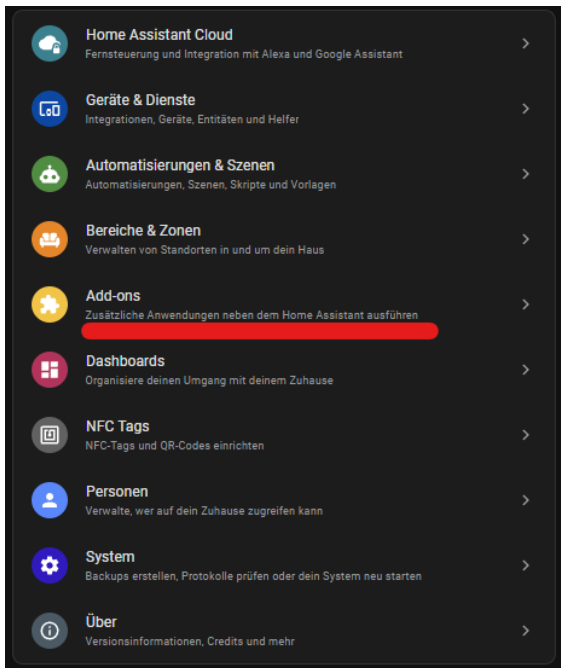 Home Assistant Cloud
Fernsteuerung und Integration mit Alexa und Google Assistant
Geräte & Dienste
Integrationen, Geräte, Entitäten und Helfer
Automatisierungen & Szenen
Automatisierungen, Szenen, Skripte und Vorlagen
Bereiche & Zonen
Verwalten von Standorten in und um dein Haus
Add-ons
Zusätzliche Anwendungen neben dem Home Assistant ausführen
Dashboards
Organisiere deinen Umgang mit deinem Zuhause
NFC Tags
NFC-Tags und QR-Codes einrichten
Personen
Verwalte, wer auf dein Zuhause zugreifen kann
System
Backups erstellen, Protokolle prüfen oder dein System neu starten
Über
Versionsinformationen, Credits und mehr